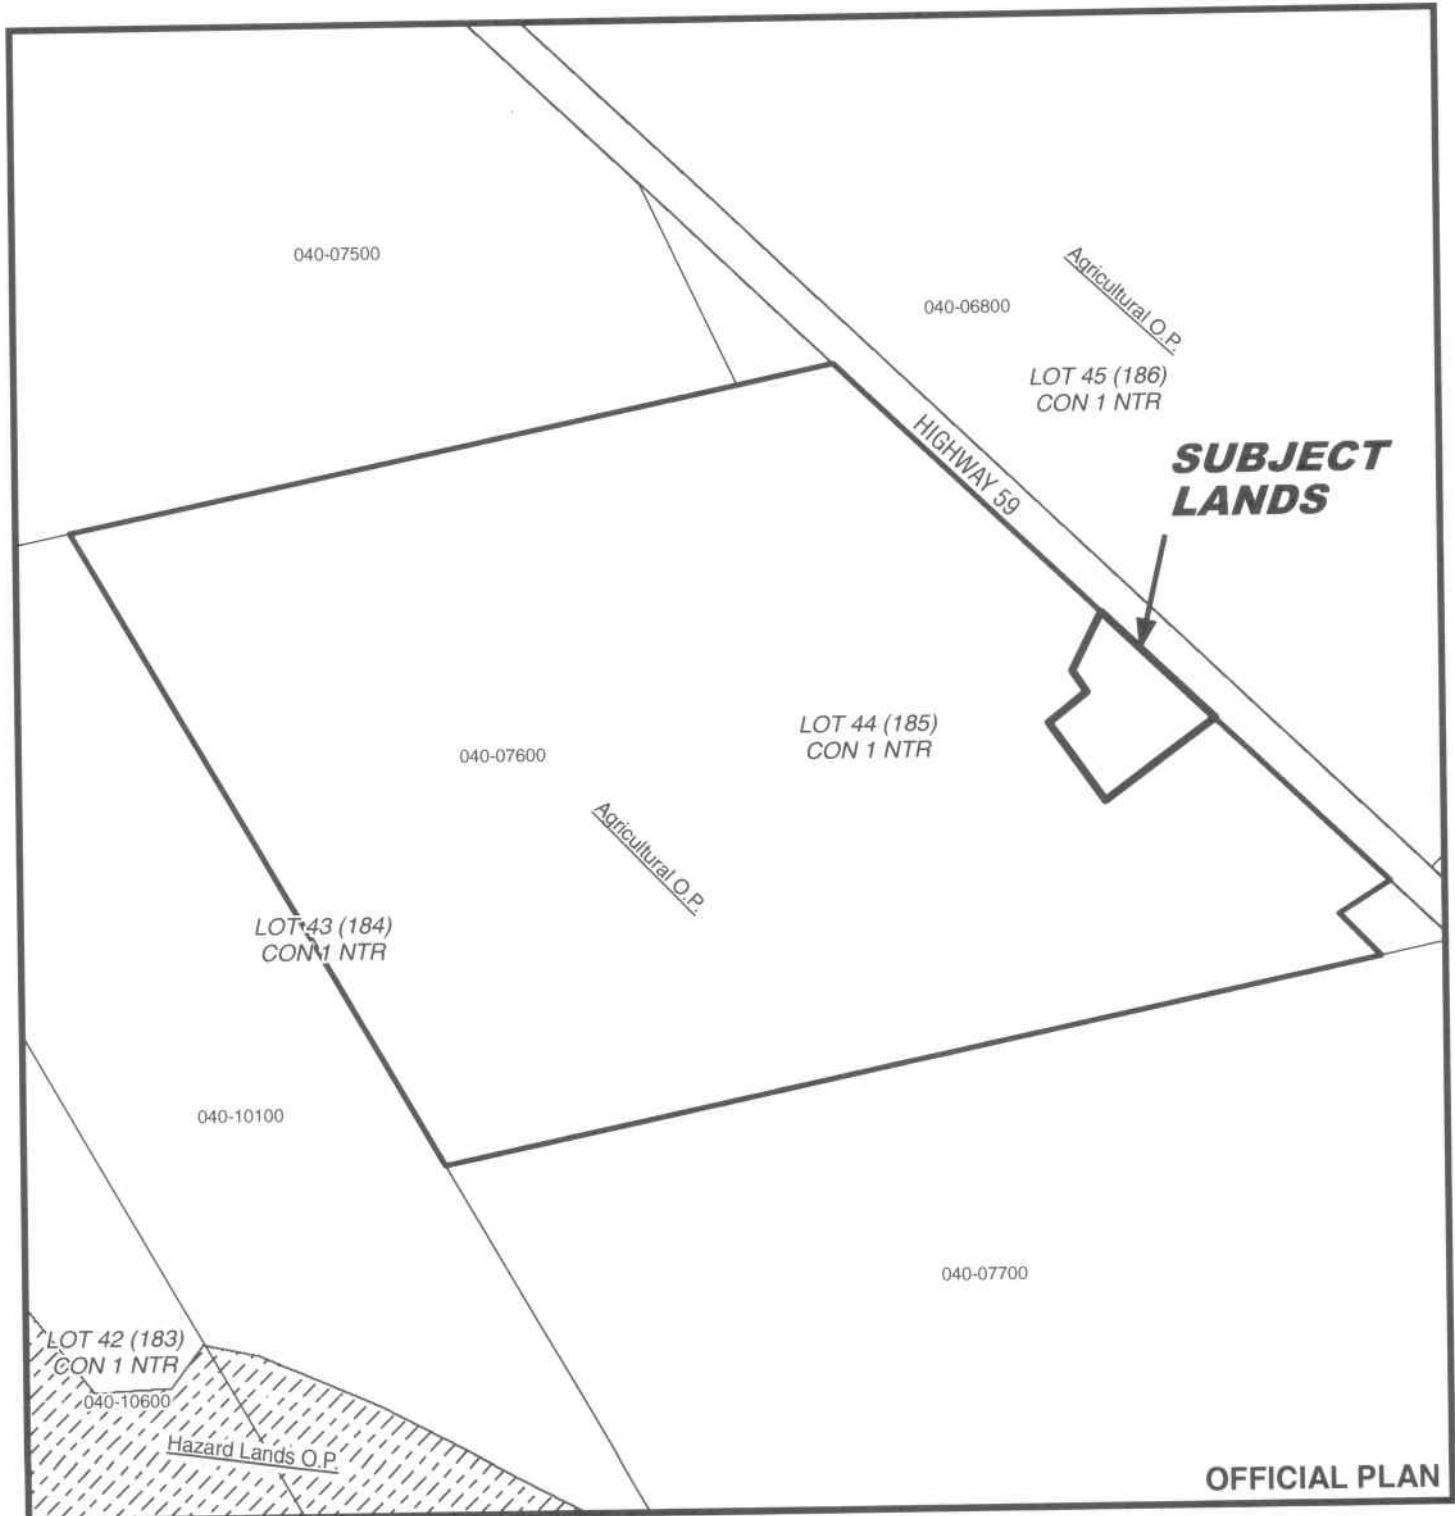 040-07500
040-06800
Agricultural O.P.
LOT 45 (186)
CON 1 NTR
HIGHWAY 59
SUBJECT
LANDS
LOT 44 (185)
CON 1 NTR
040-07600
Agricultural O.P.
LOT 43 (184)
CON 1 NTR
040-10100
040-07700
LOT 42 (183)
CON 1 NTR
040-10600
Hazard Lands O.P.
OFFICIAL PLAN